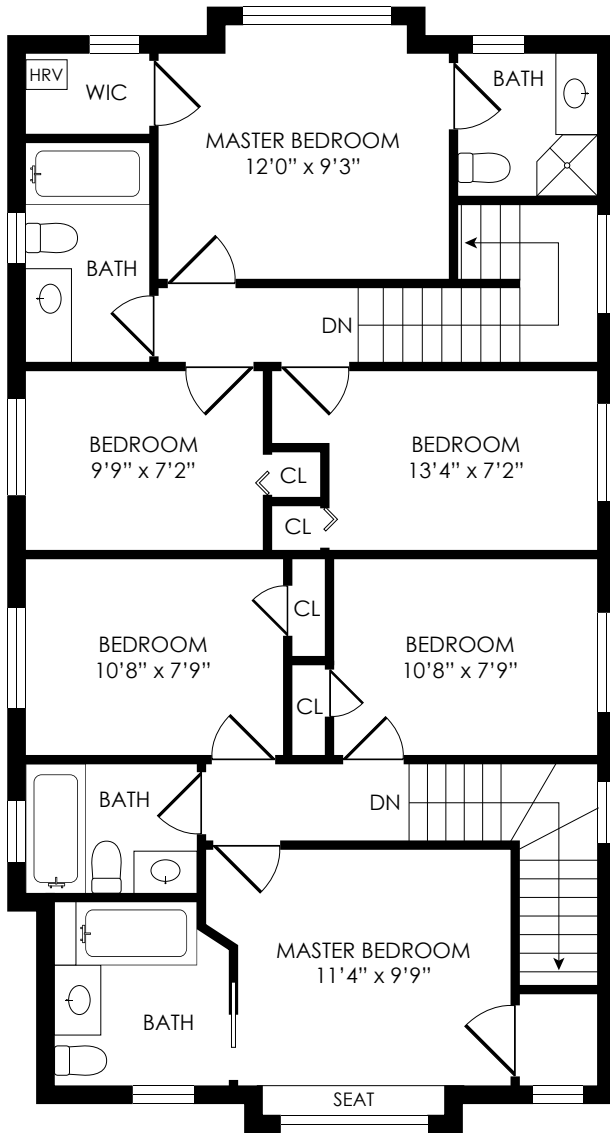 HRV
WIC
BATH
MASTER BEDROOM
12’0” x 9’3”
BATH
DN
BEDROOM
9’9” x 7’2”
BEDROOM
13’4” x 7’2”
CL
CL
BEDROOM
10’8” x 7’9”
CL
BEDROOM
10’8” x 7’9”
CL
BATH
DN
MASTER BEDROOM
11’4” x 9’9”
BATH
SEAT